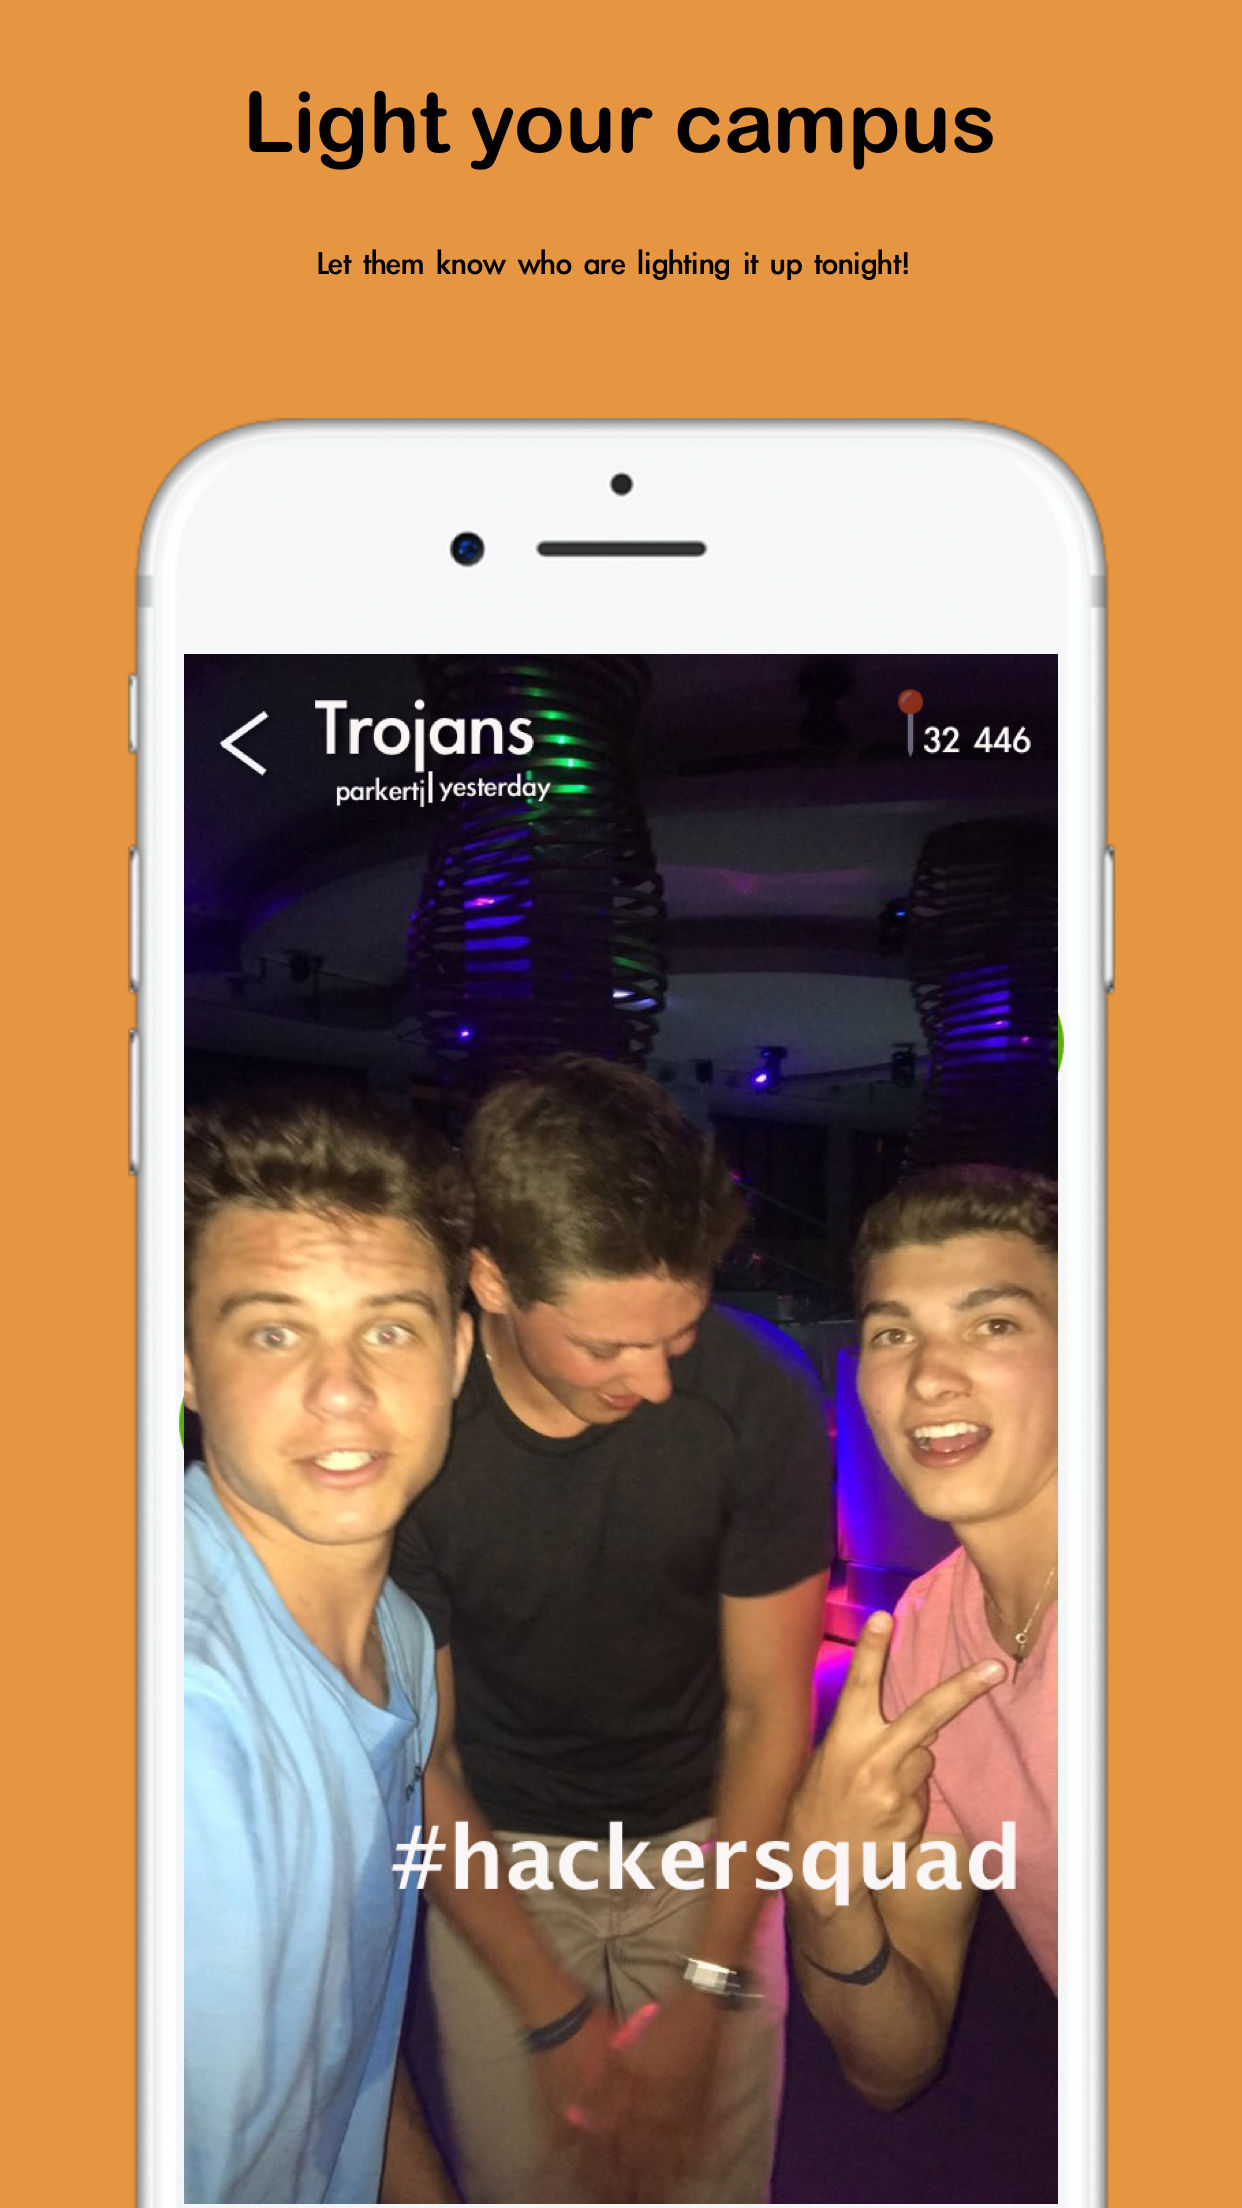 Light your campus
Let them know who are lighting it up tonight!
Trojans
32 446
parkertj| yesterday
#hackersquad